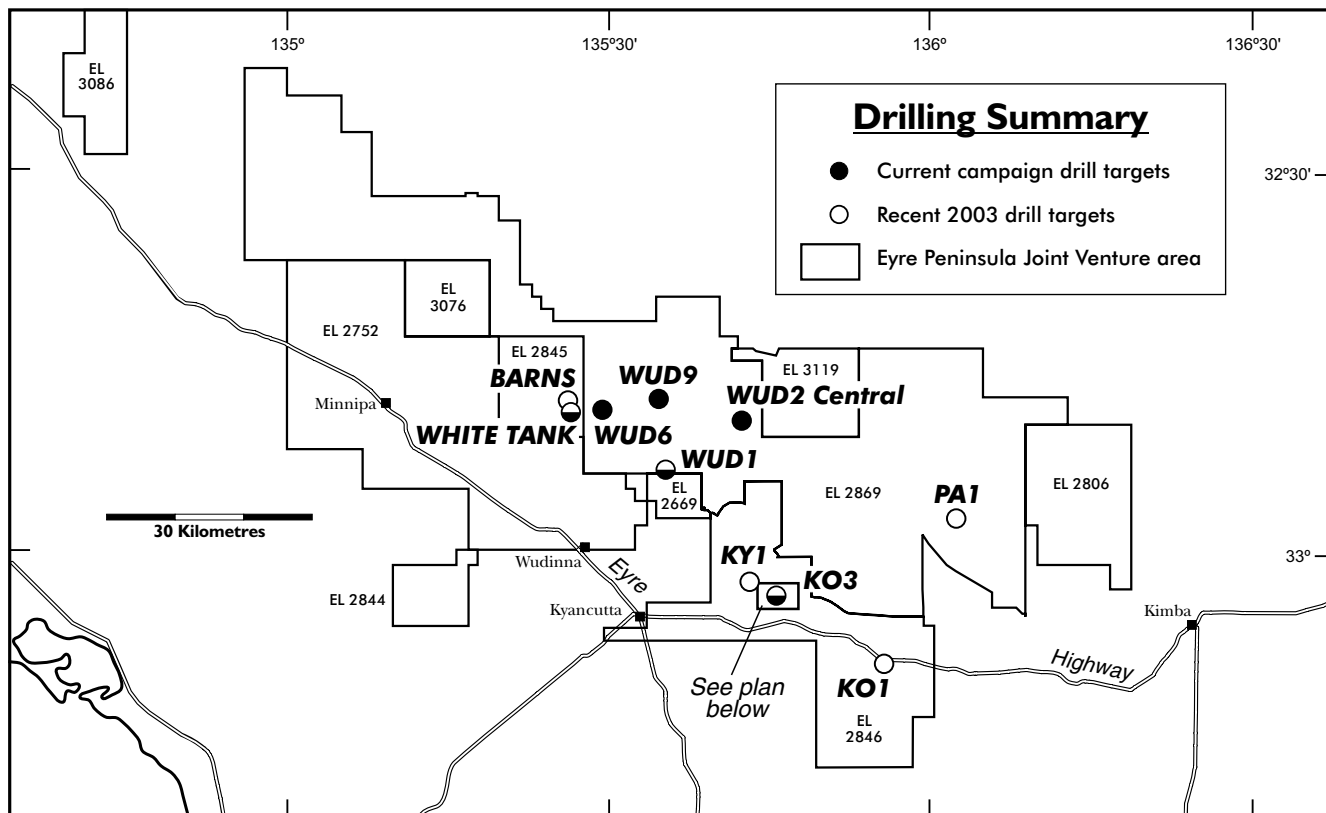 135º
135º30'
136º
136º30'
EL
3086
Drilling Summary
Current campaign drill targets
Recent 2003 drill targets
Eyre Peninsula Joint Venture area
32º30'
EL
3076
EL 2752
EL 2845
EL 3119
BARNS
WUD9
WUD2 Central
Minnipa
WHITE TANK
WUD6
WUD1
EL
2669
EL 2869
PA1
EL 2806
30 Kilometres
Wudinna
Eyre
KY1
KO3
33º
EL 2844
Kyancutta
Kimba
See plan
below
KO1
Highway
EL
2846